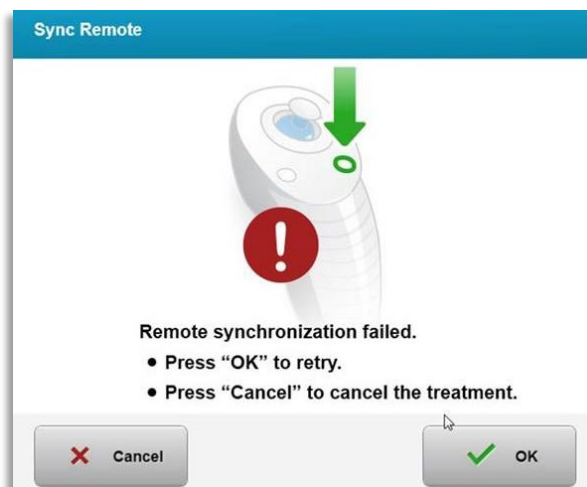 Sync Remote
Remote synchronization failed.
• Press “OK” to retry.
• Press “Cancel” to cancel the treatment.
Cancel
OK